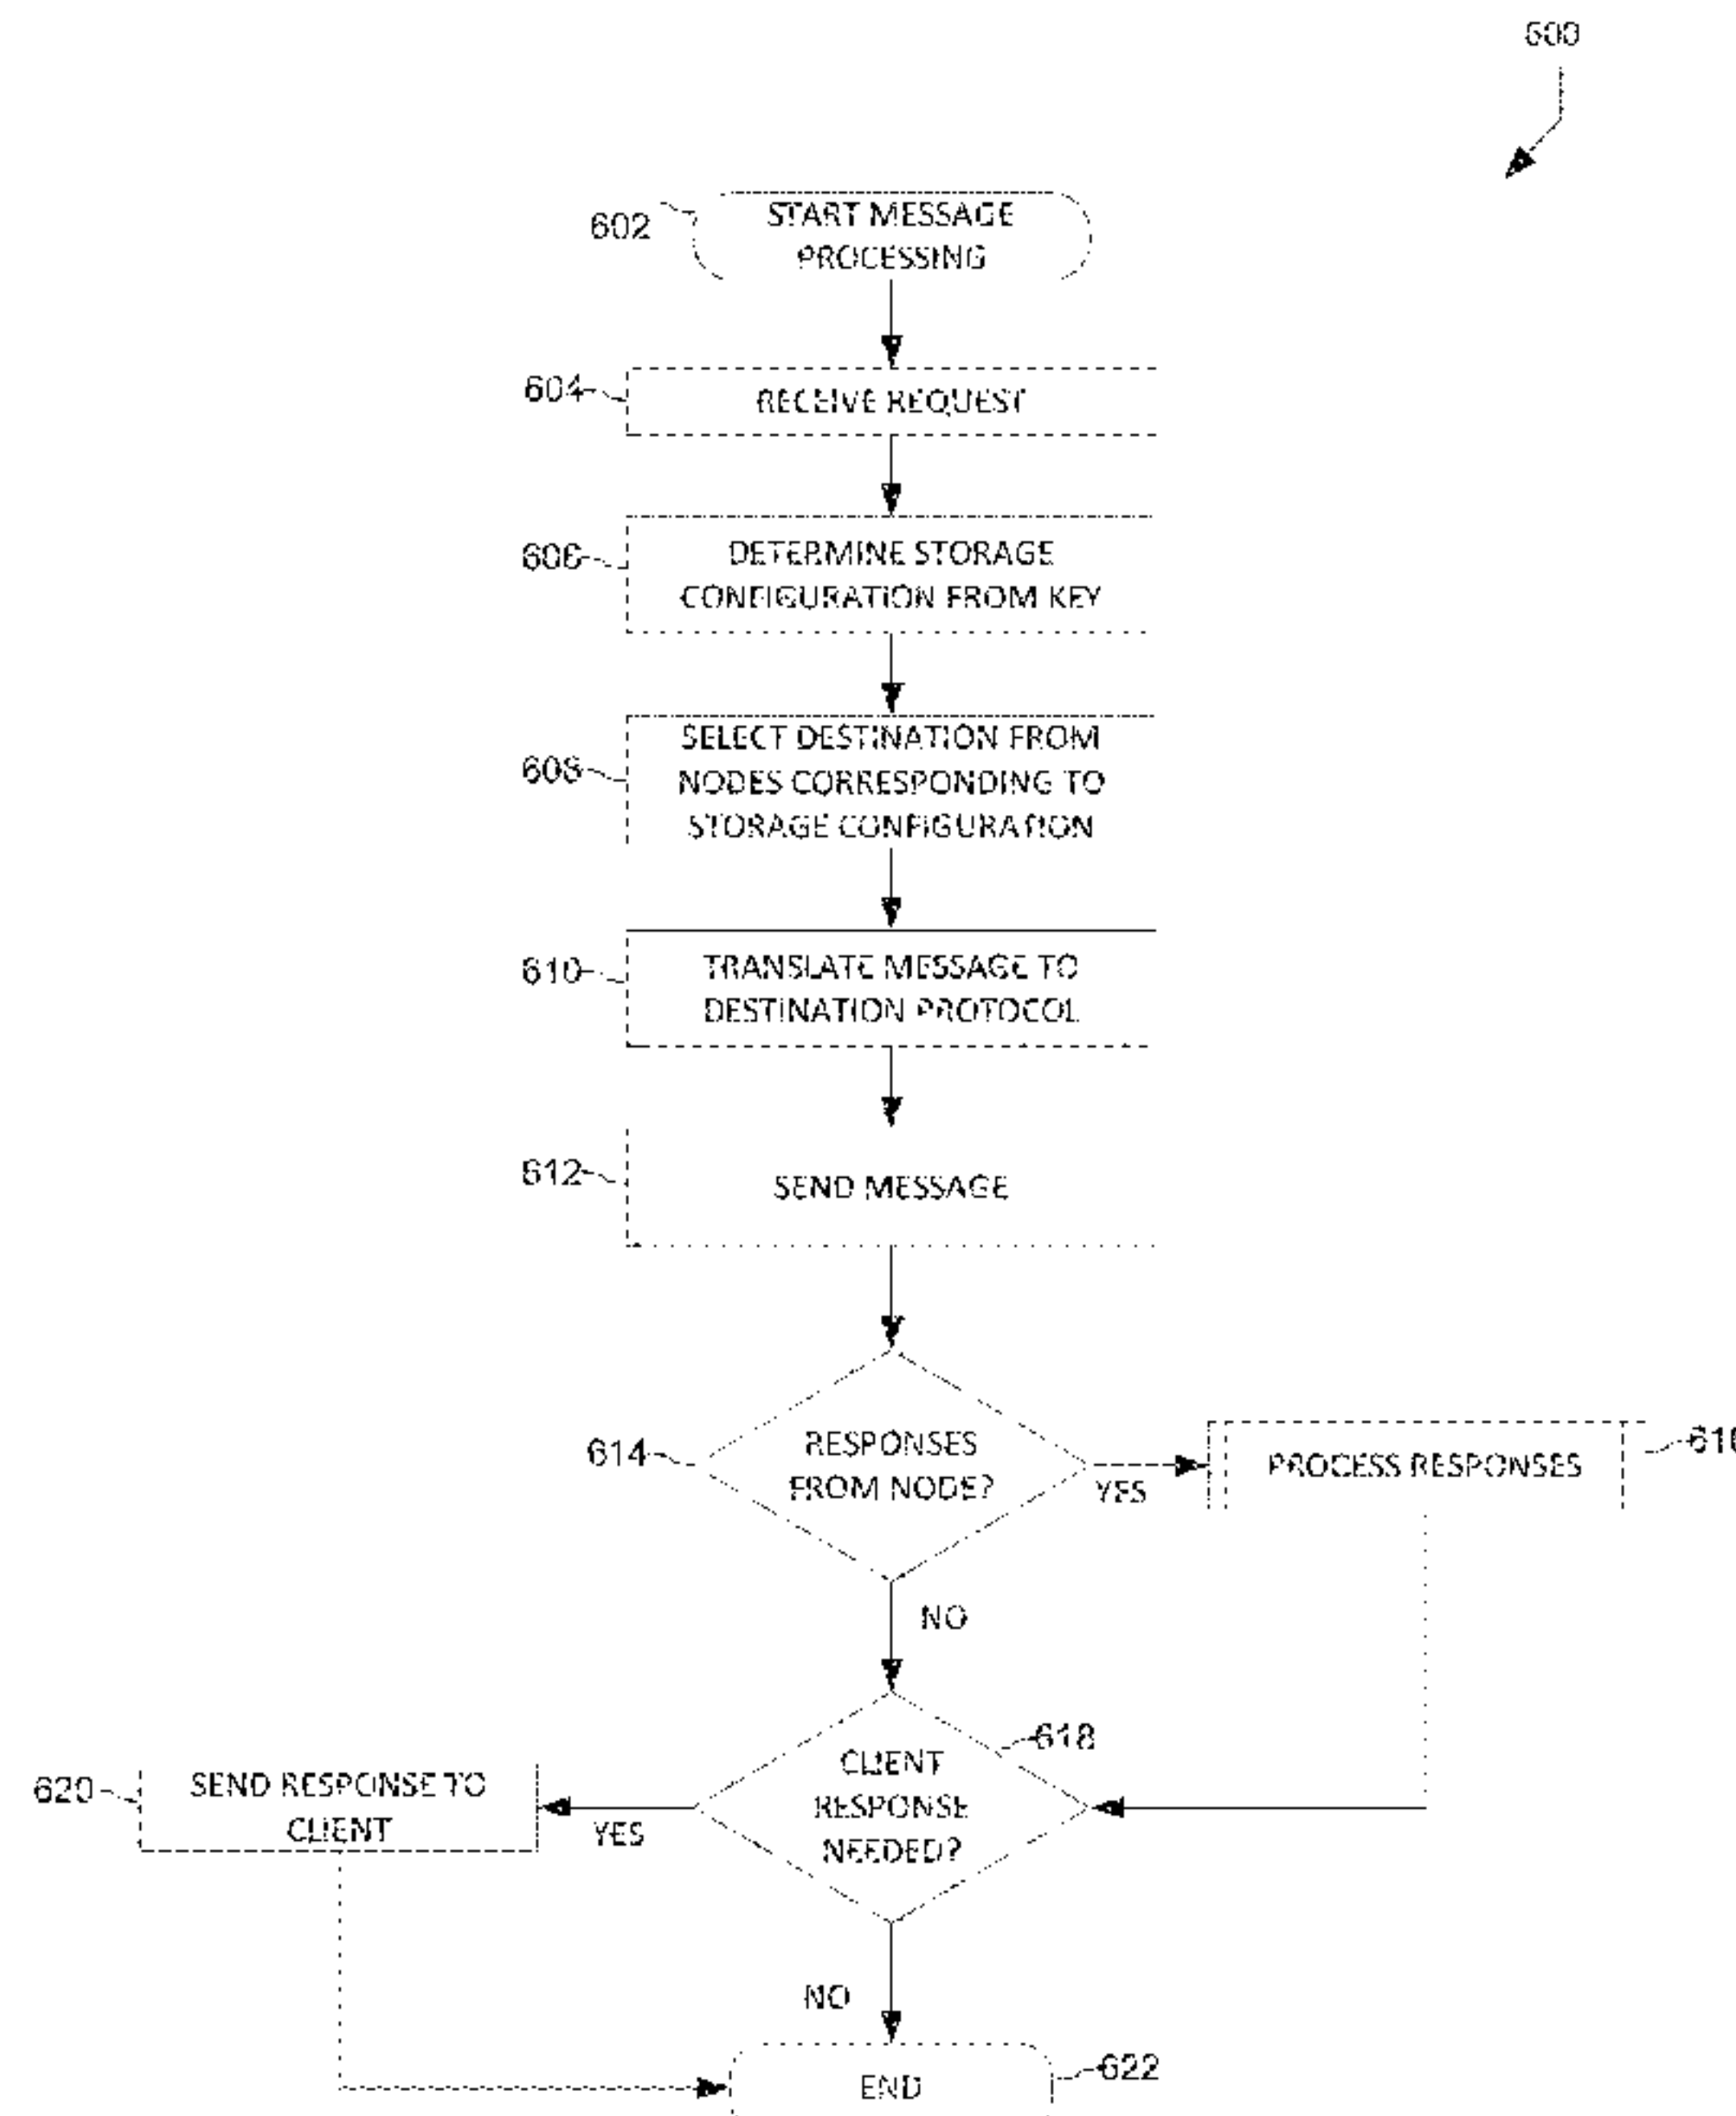 600
602
START MESSAGE
PROCESSING
604
RECEIVE REQUEST
606
DETERMINE STORAGE
CONFIGURATION FROM KEY
608
SELECT DESTINATION FROM
NODES CORRESPONDING TO
STORAGE CONFIGURATION
610
TRANSLATE MESSAGE TO
DESTINATION PROTOCOL
612
SEND MESSAGE
614
RESPONSES
FROM NODE?
YES
PROCESS RESPONSES
NO
618
CLIENT
RESPONSE
NEEDED?
YES
620
SEND RESPONSE TO
CLIENT
NO
END
622